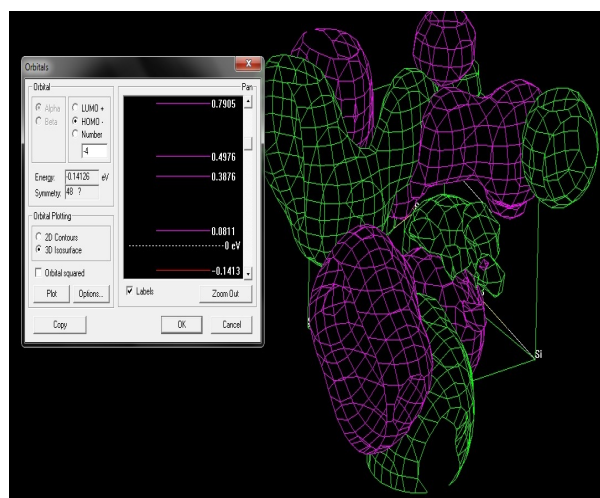 Orbitals
Orbital
Alpha
Beta
LUMO +
HOMO -
Number
-4
Energy: -0.14126 eV
Symmetry: 48 ?
Orbital Plotting
2D Contours
3D Isosurface
Orbital squared
Plot
Options...
Copy
Pan
0.7905
0.4976
0.3876
0.0811
0 eV
-0.1413
Labels
Zoom Out
OK
Cancel
Si